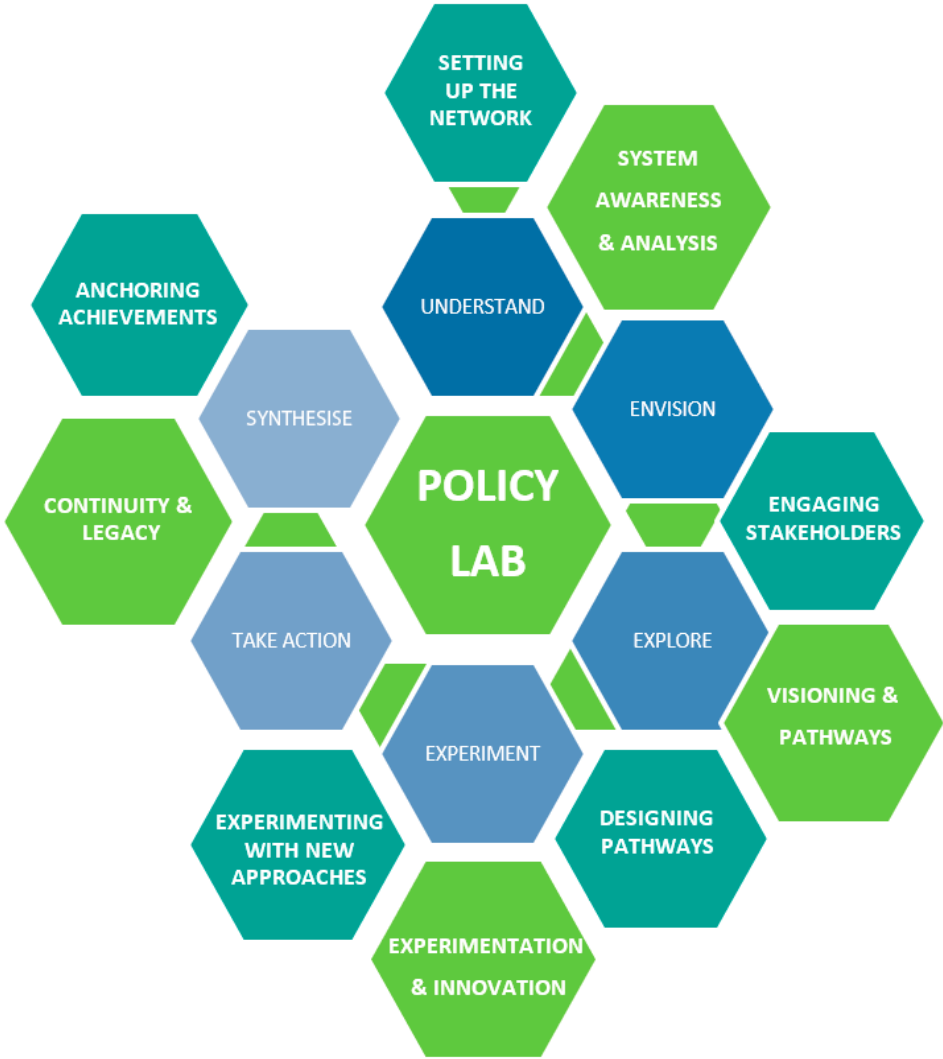 SETTING
UP THE
NETWORK
SYSTEM
AWARENESS
& ANALYSIS
ANCHORING
ACHIEVEMENTS
UNDERSTAND
SYNTHESISE
ENVISION
POLICY
LAB
CONTINUITY &
LEGACY
ENGAGING
STAKEHOLDERS
TAKE ACTION
EXPLORE
VISIONING &
PATHWAYS
EXPERIMENT
EXPERIMENTING
WITH NEW
APPROACHES
DESIGNING
PATHWAYS
EXPERIMENTATION
& INNOVATION